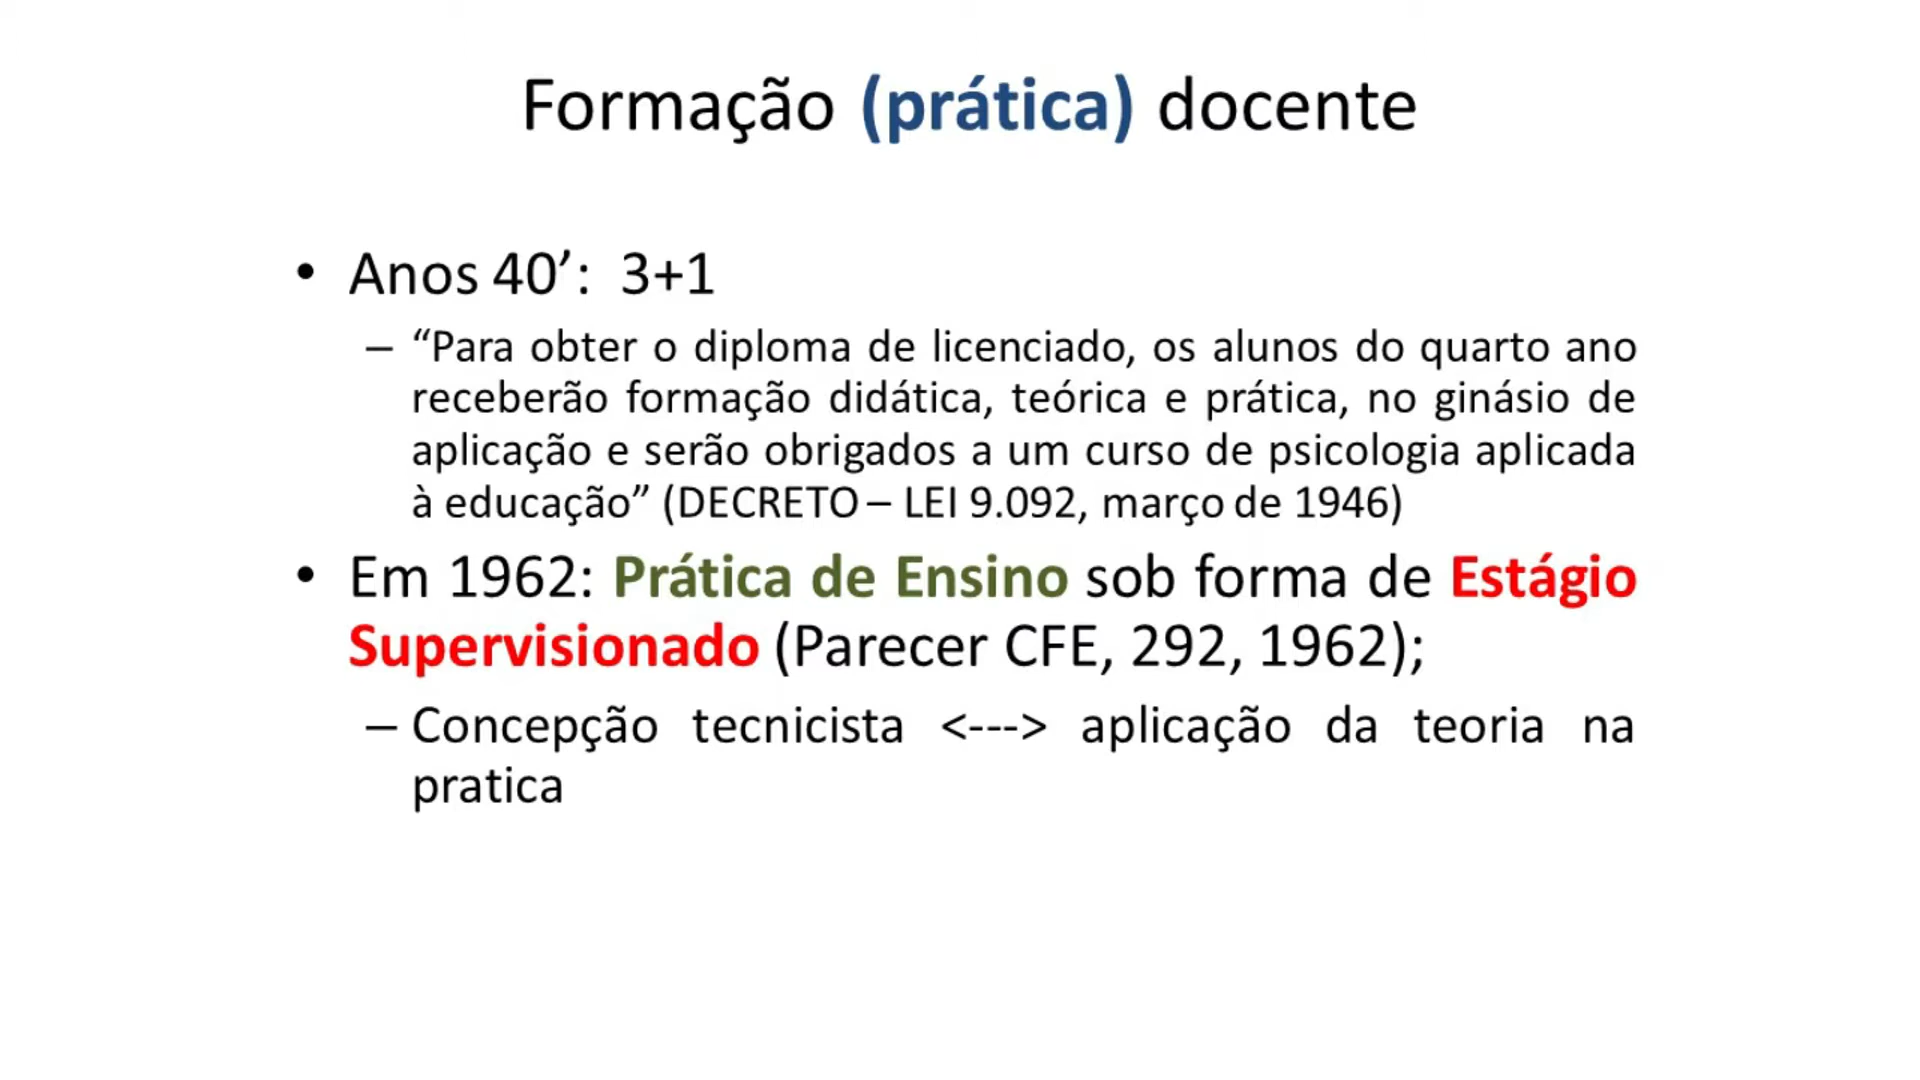 Formação (prática) docente
• Anos 40’: 3+1
– “Para obter o diploma de licenciado, os alunos do quarto ano
receberão formação didática, teórica e prática, no ginásio de
aplicação e serão obrigados a um curso de psicologia aplicada
à educação” (DECRETO – LEI 9.092, março de 1946)
• Em 1962: Prática de Ensino sob forma de Estágio
Supervisionado (Parecer CFE, 292, 1962);
– Concepção tecnicista <---> aplicação da teoria na
pratica